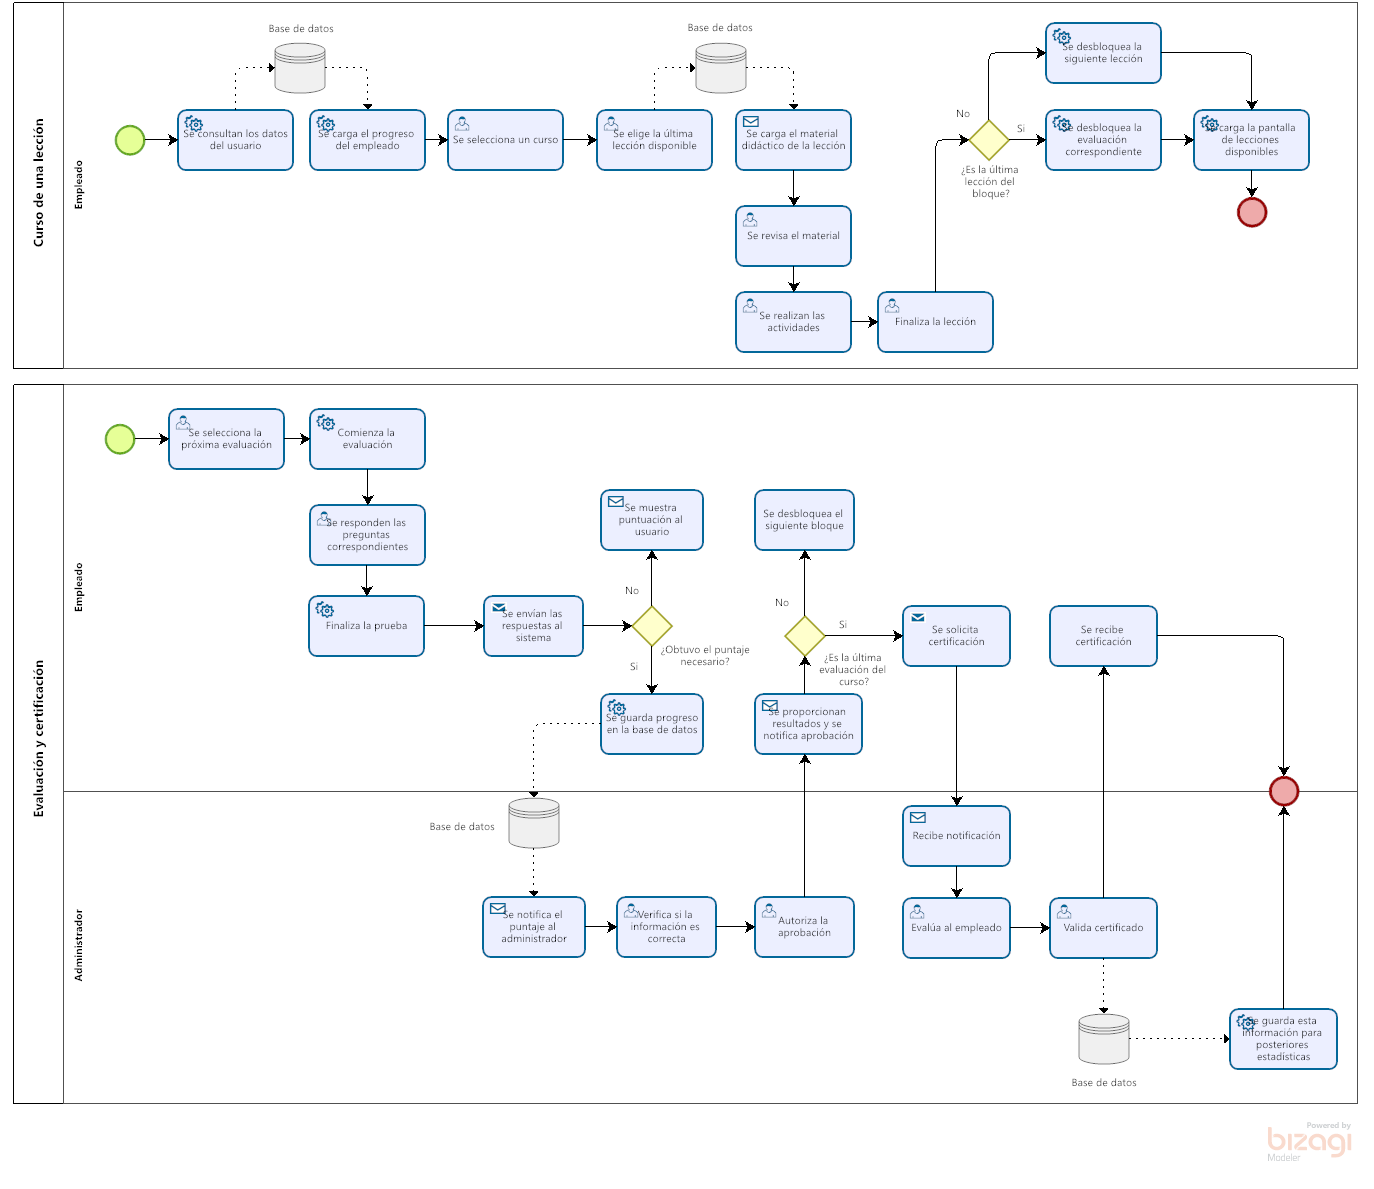 Curso de una lección
Empleado
Base de datos
Base de datos
Se consultan los datos
del usuario
Se carga el progreso
del empleado
Se selecciona un curso
Se elige la última
lección disponible
Se carga el material
didáctico de la lección
Se revisa el material
Se realizan las
actividades
Finaliza la lección
No
Si
¿Es la última
lección del
bloque?
Se desbloquea la
siguiente lección
Se desbloquea la
evaluación
correspondiente
Se carga la pantalla
de lecciones
disponibles
Evaluación y certificación
Empleado
Se selecciona la
próxima evaluación
Comienza la
evaluación
Se responden las
preguntas
correspondientes
Finaliza la prueba
Se envían las
respuestas al
sistema
No
Si
¿Obtuvo el puntaje
necesario?
Se muestra
puntuación al
usuario
Se guarda progreso
en la base de datos
Se desbloquea el
siguiente bloque
No
Si
¿Es la última
evaluación del
curso?
Se proporcionan
resultados y se
notifica aprobación
Se solicita
certificación
Se recibe
certificación
Administrador
Base de datos
Se notifica el
puntaje al
administrador
Verifica si la
información es
correcta
Autoriza la
aprobación
Recibe notificación
Evalúa al empleado
Valida certificado
Base de datos
Se guarda esta
información para
posteriores
estadísticas
Powered by
bizagi
Modeler